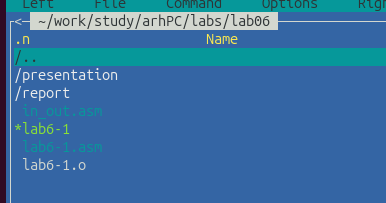 Left File Command Options Righ
<- ~/work/study/arhPC/labs/lab06
.n Name
/..
/presentation
/report
in_out.asm
*lab6-1
lab6-1.asm
lab6-1.o